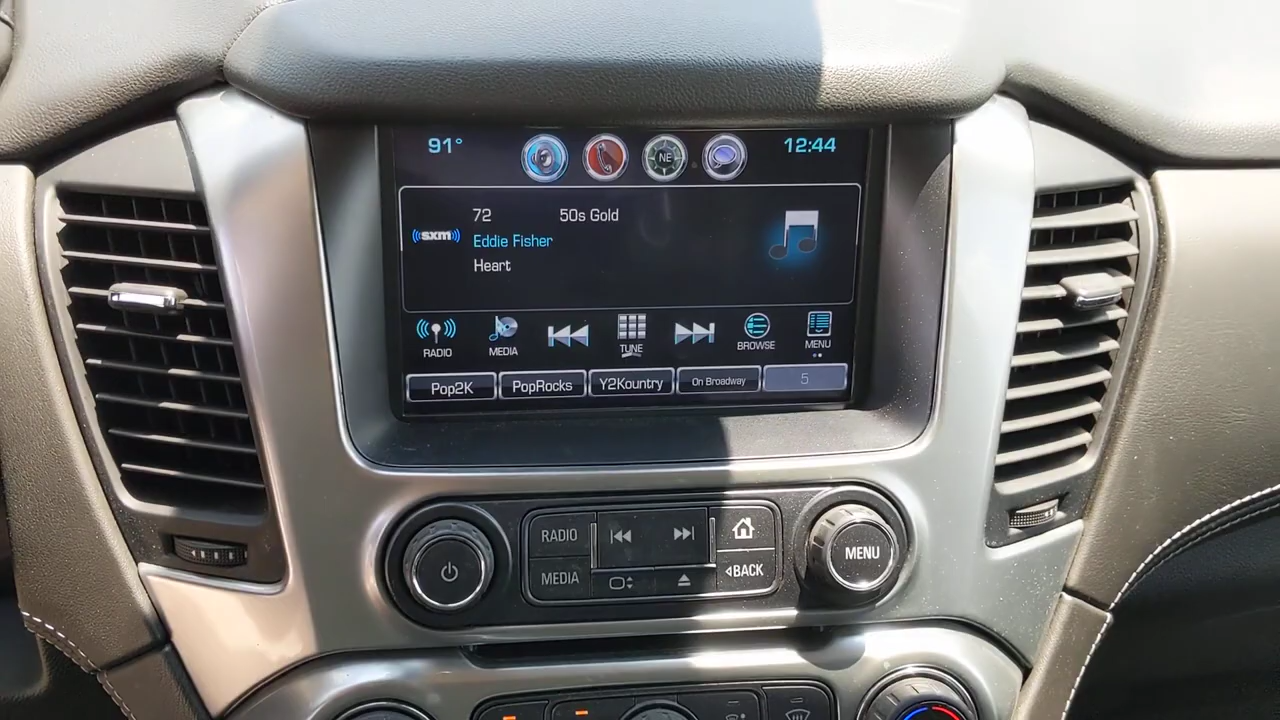 91° NE 12:44
72 50s Gold
((sxm))
Eddie Fisher
Heart
RADIO MEDIA TUNE BROWSE MENU
Pop2K PopRocks Y2Kountry On Broadway 5
RADIO
MENU
MEDIA BACK